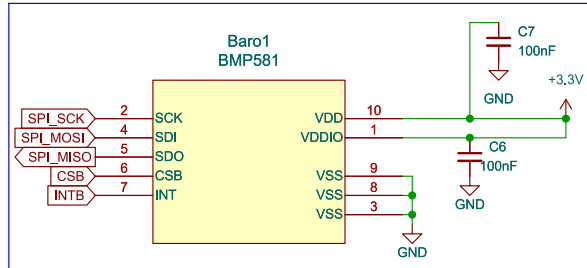 Baro1
BMP581
C7
100nF
GND
+3.3V
SPI_SCK 2 SCK VDD 10
SPI_MOSI 4 SDI VDDIO 1
SPI_MISO 5 SDO
CSB 6 CSB VSS 9
INTB 7 INT VSS 8
VSS 3
C6
100nF
GND
GND